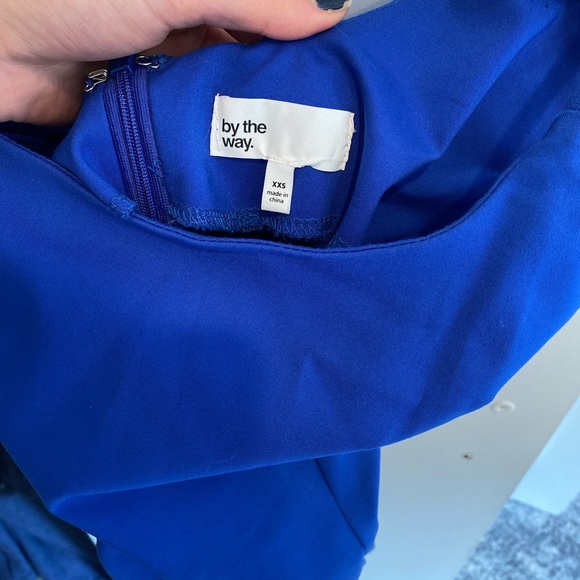 by the
way.
XXS
made in
china